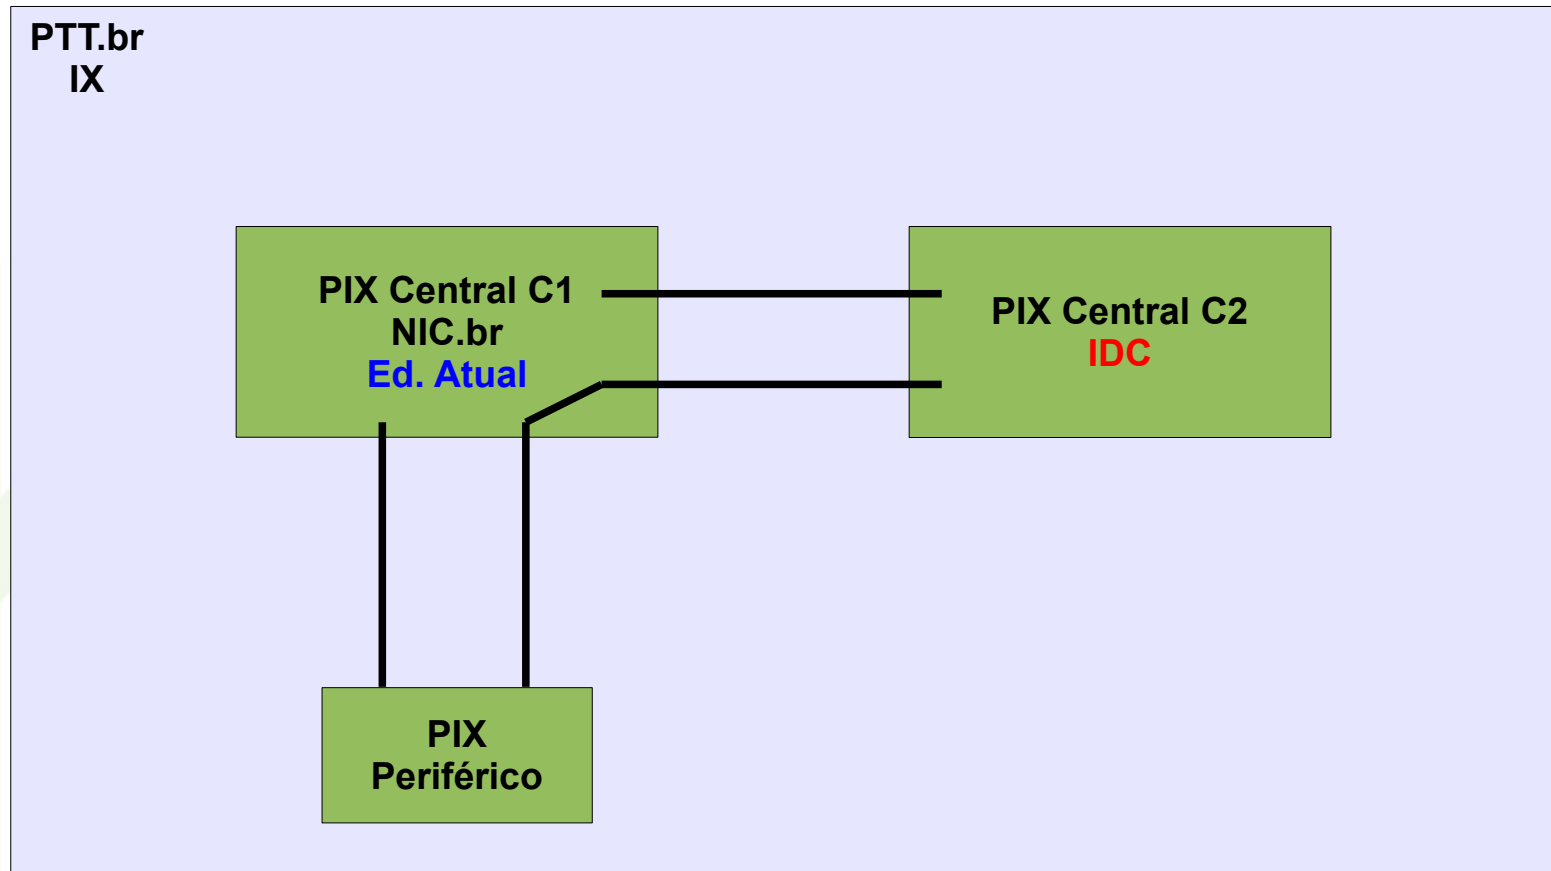 PTT.br
IX
PIX Central C1
NIC.br
Ed. Atual
PIX Central C2
IDC
PIX
Periférico